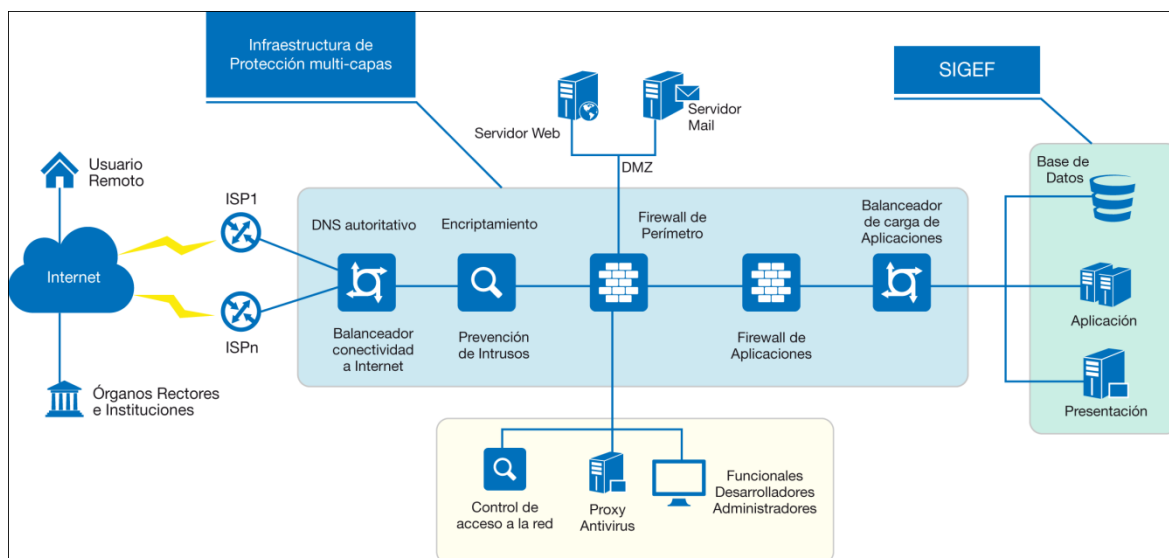 Infraestructura de
Protección multi-capas
SIGEF
Servidor Web
Servidor
Mail
DMZ
Usuario
Remoto
Internet
Órganos Rectores
e Instituciones
ISP1
ISPn
DNS autoritativo
Balanceador
conectividad
a Internet
Encriptamiento
Prevención
de Intrusos
Firewall de
Perímetro
Firewall de
Aplicaciones
Balanceador
de carga de
Aplicaciones
Base de
Datos
Aplicación
Presentación
Control de
acceso a la red
Proxy
Antivirus
Funcionales
Desarrolladores
Administradores